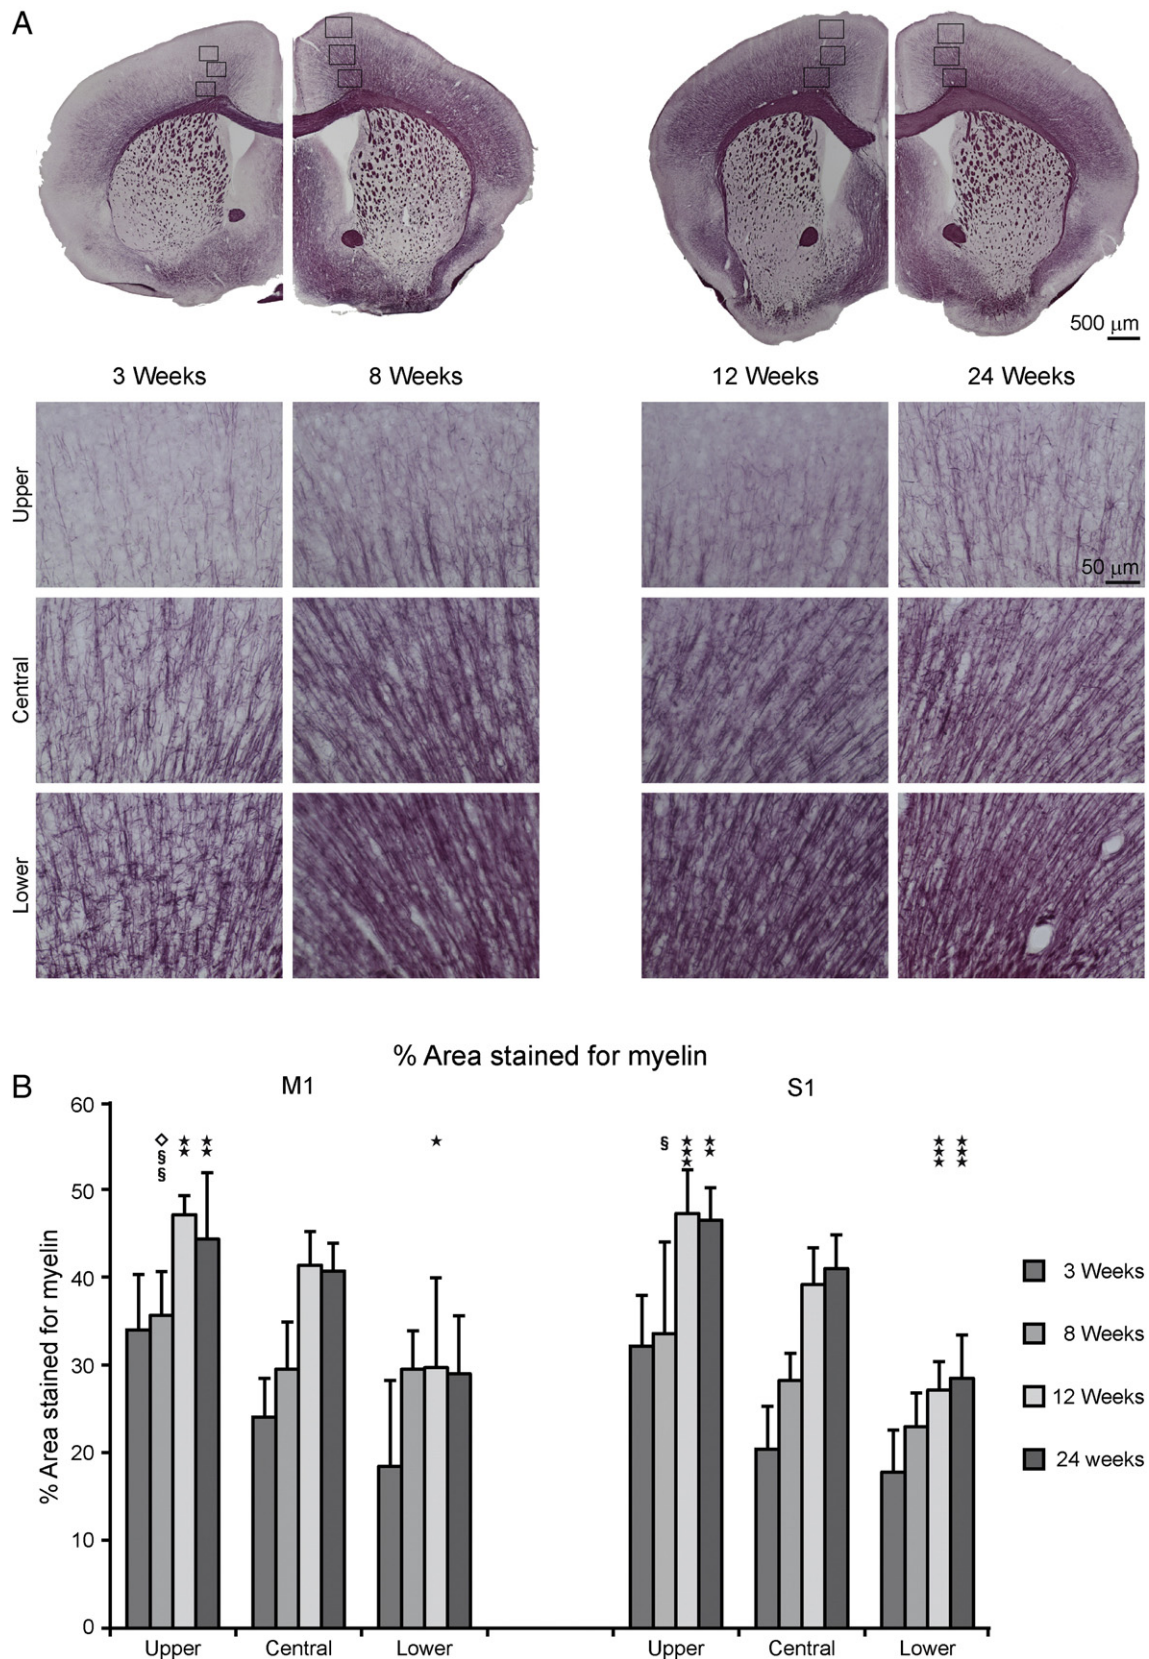 A
500 μm
3 Weeks
8 Weeks
12 Weeks
24 Weeks
Upper
50 μm
Central
Lower
% Area stained for myelin
B
M1
S1
% Area stained for myelin
60
50
40
30
20
10
0
◇
§
§
★
★
★
★
★
§
★
★
★
★
★
★
★
★
★
★
★
3 Weeks
8 Weeks
12 Weeks
24 weeks
Upper
Central
Lower
Upper
Central
Lower